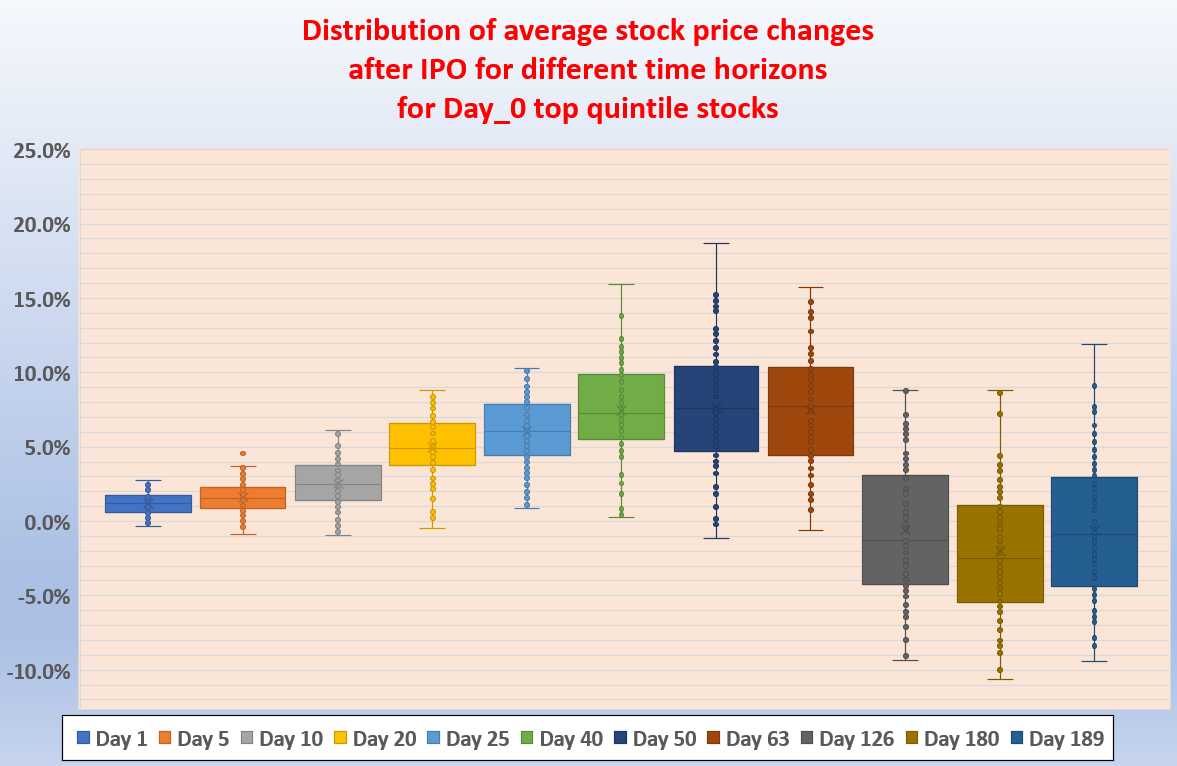 Distribution of average stock price changes
after IPO for different time horizons
for Day_0 top quintile stocks
25.0%
20.0%
15.0%
10.0%
5.0%
0.0%
-5.0%
-10.0%
Day 1 Day 5 Day 10 Day 20 Day 25 Day 40 Day 50 Day 63 Day 126 Day 180 Day 189